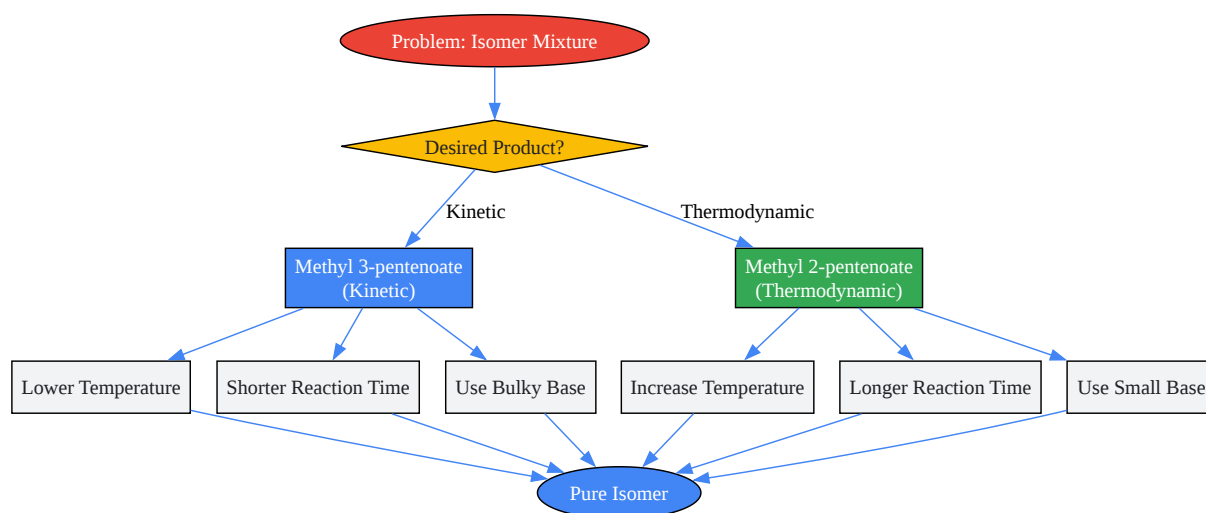 Problem: Isomer Mixture
Desired Product?
Kinetic
Thermodynamic
Methyl 3-pentenoate
(Kinetic)
Methyl 2-pentenoate
(Thermodynamic)
Lower Temperature
Shorter Reaction Time
Use Bulky Base
Increase Temperature
Longer Reaction Time
Use Small Base
Pure Isomer